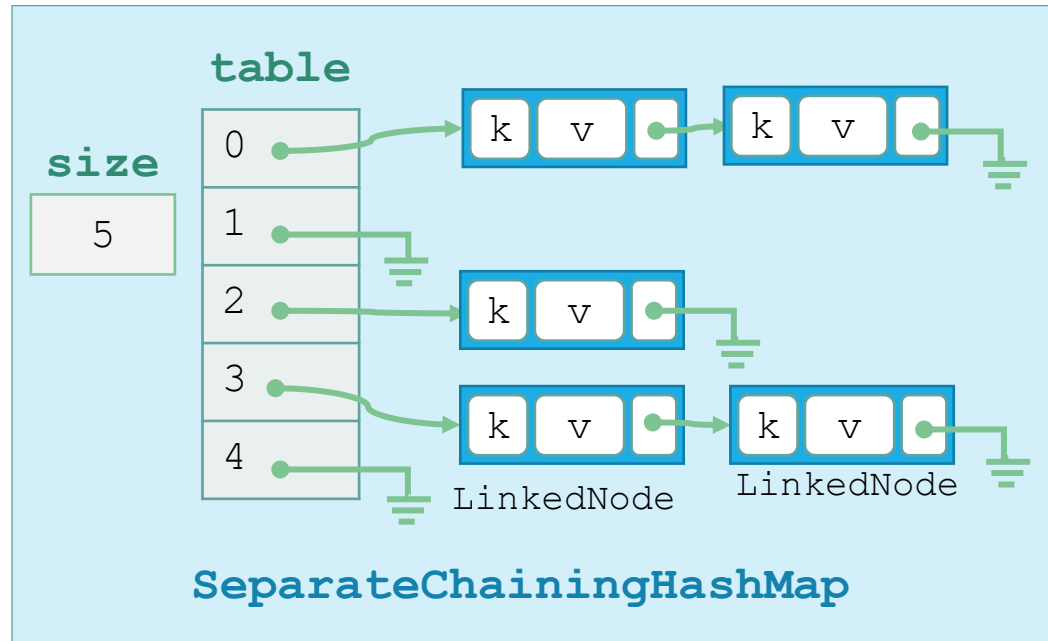 table
size
5
0
k v
k v
1
2
k v
3
k v
k v
4
LinkedNode
LinkedNode
SeparateChainingHashMap